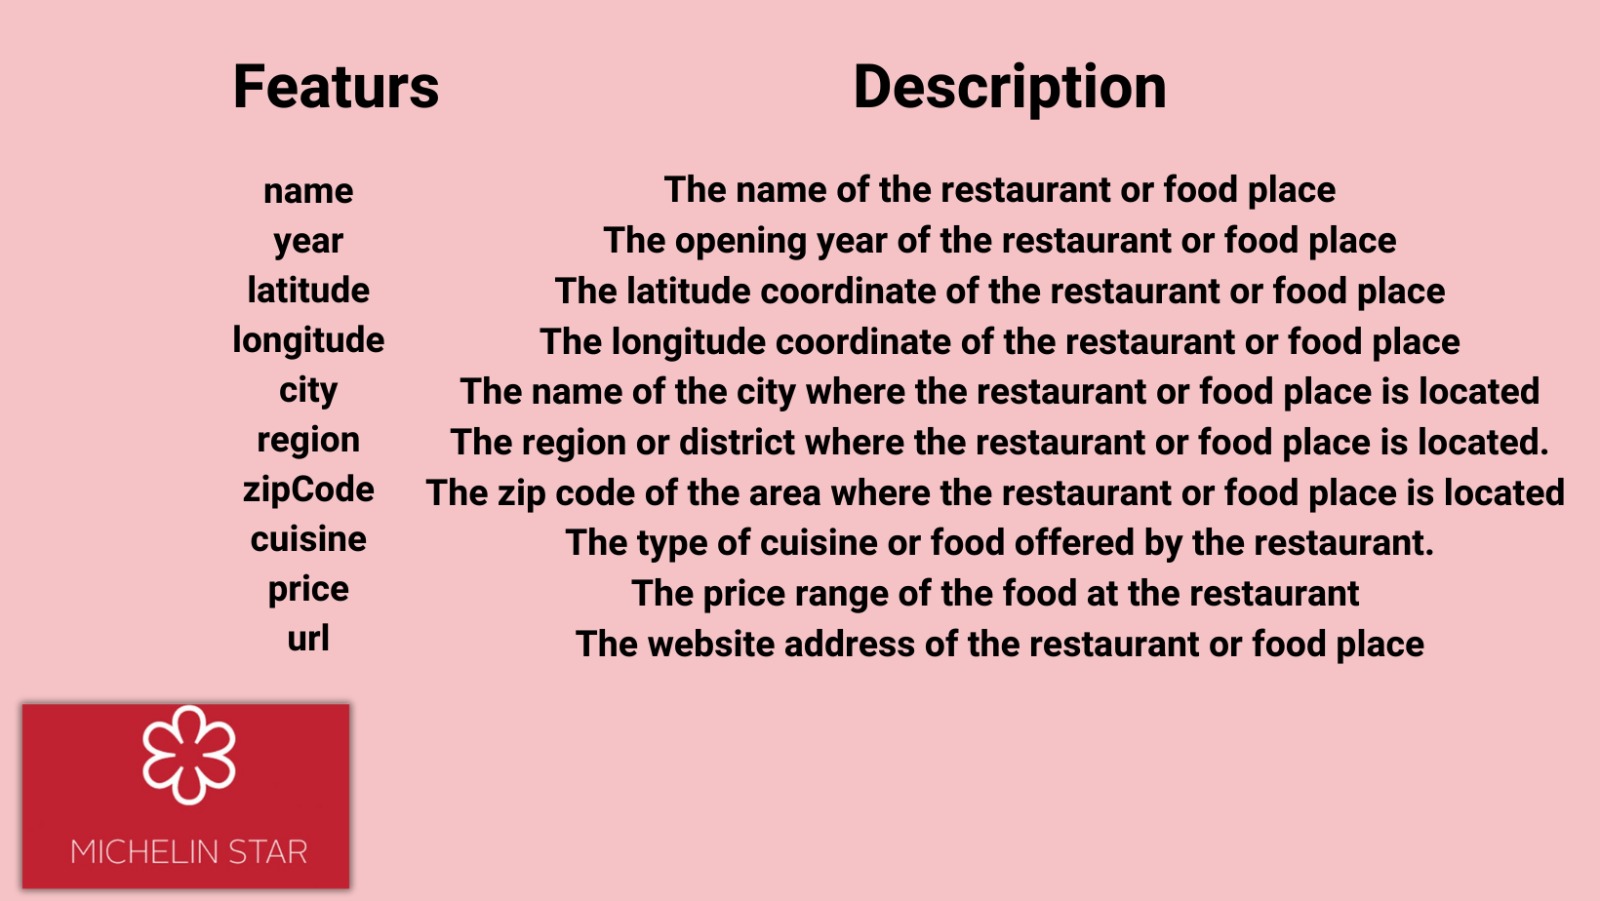 Featurs Description
name The name of the restaurant or food place
year The opening year of the restaurant or food place
latitude The latitude coordinate of the restaurant or food place
longitude The longitude coordinate of the restaurant or food place
city The name of the city where the restaurant or food place is located
region The region or district where the restaurant or food place is located.
zipCode The zip code of the area where the restaurant or food place is located
cuisine The type of cuisine or food offered by the restaurant.
price The price range of the food at the restaurant
url The website address of the restaurant or food place
MICHELIN STAR